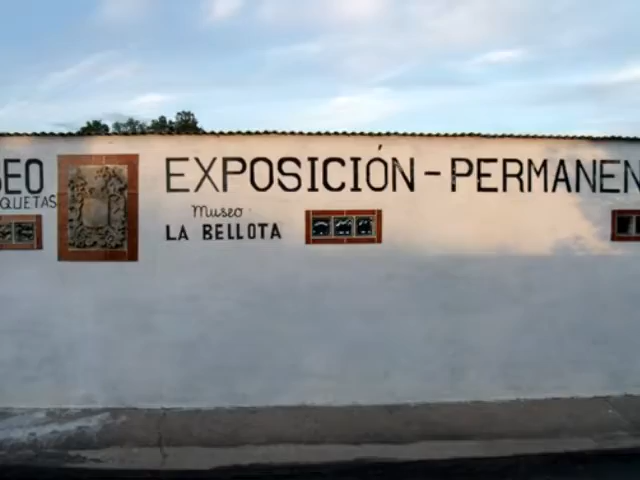 SEO
QUETAS
EXPOSICIÓN-PERMANEN
Museo
LA BELLOTA